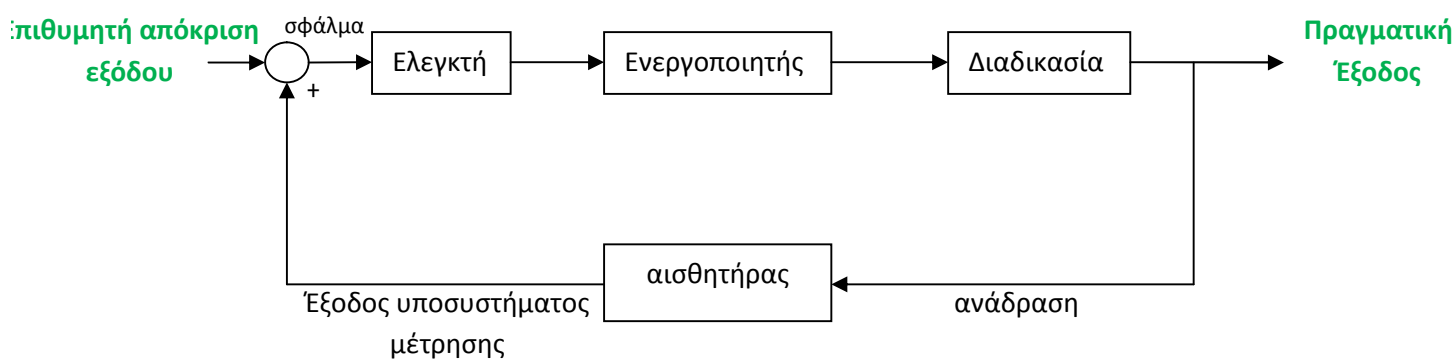 πιθυμητή απόκριση
εξόδου
σφάλμα
+
Ελεγκτή
Ενεργοποιητής
Διαδικασία
Πραγματική
Έξοδος
αισθητήρας
Έξοδος υποσυστήματος
μέτρησης
ανάδραση